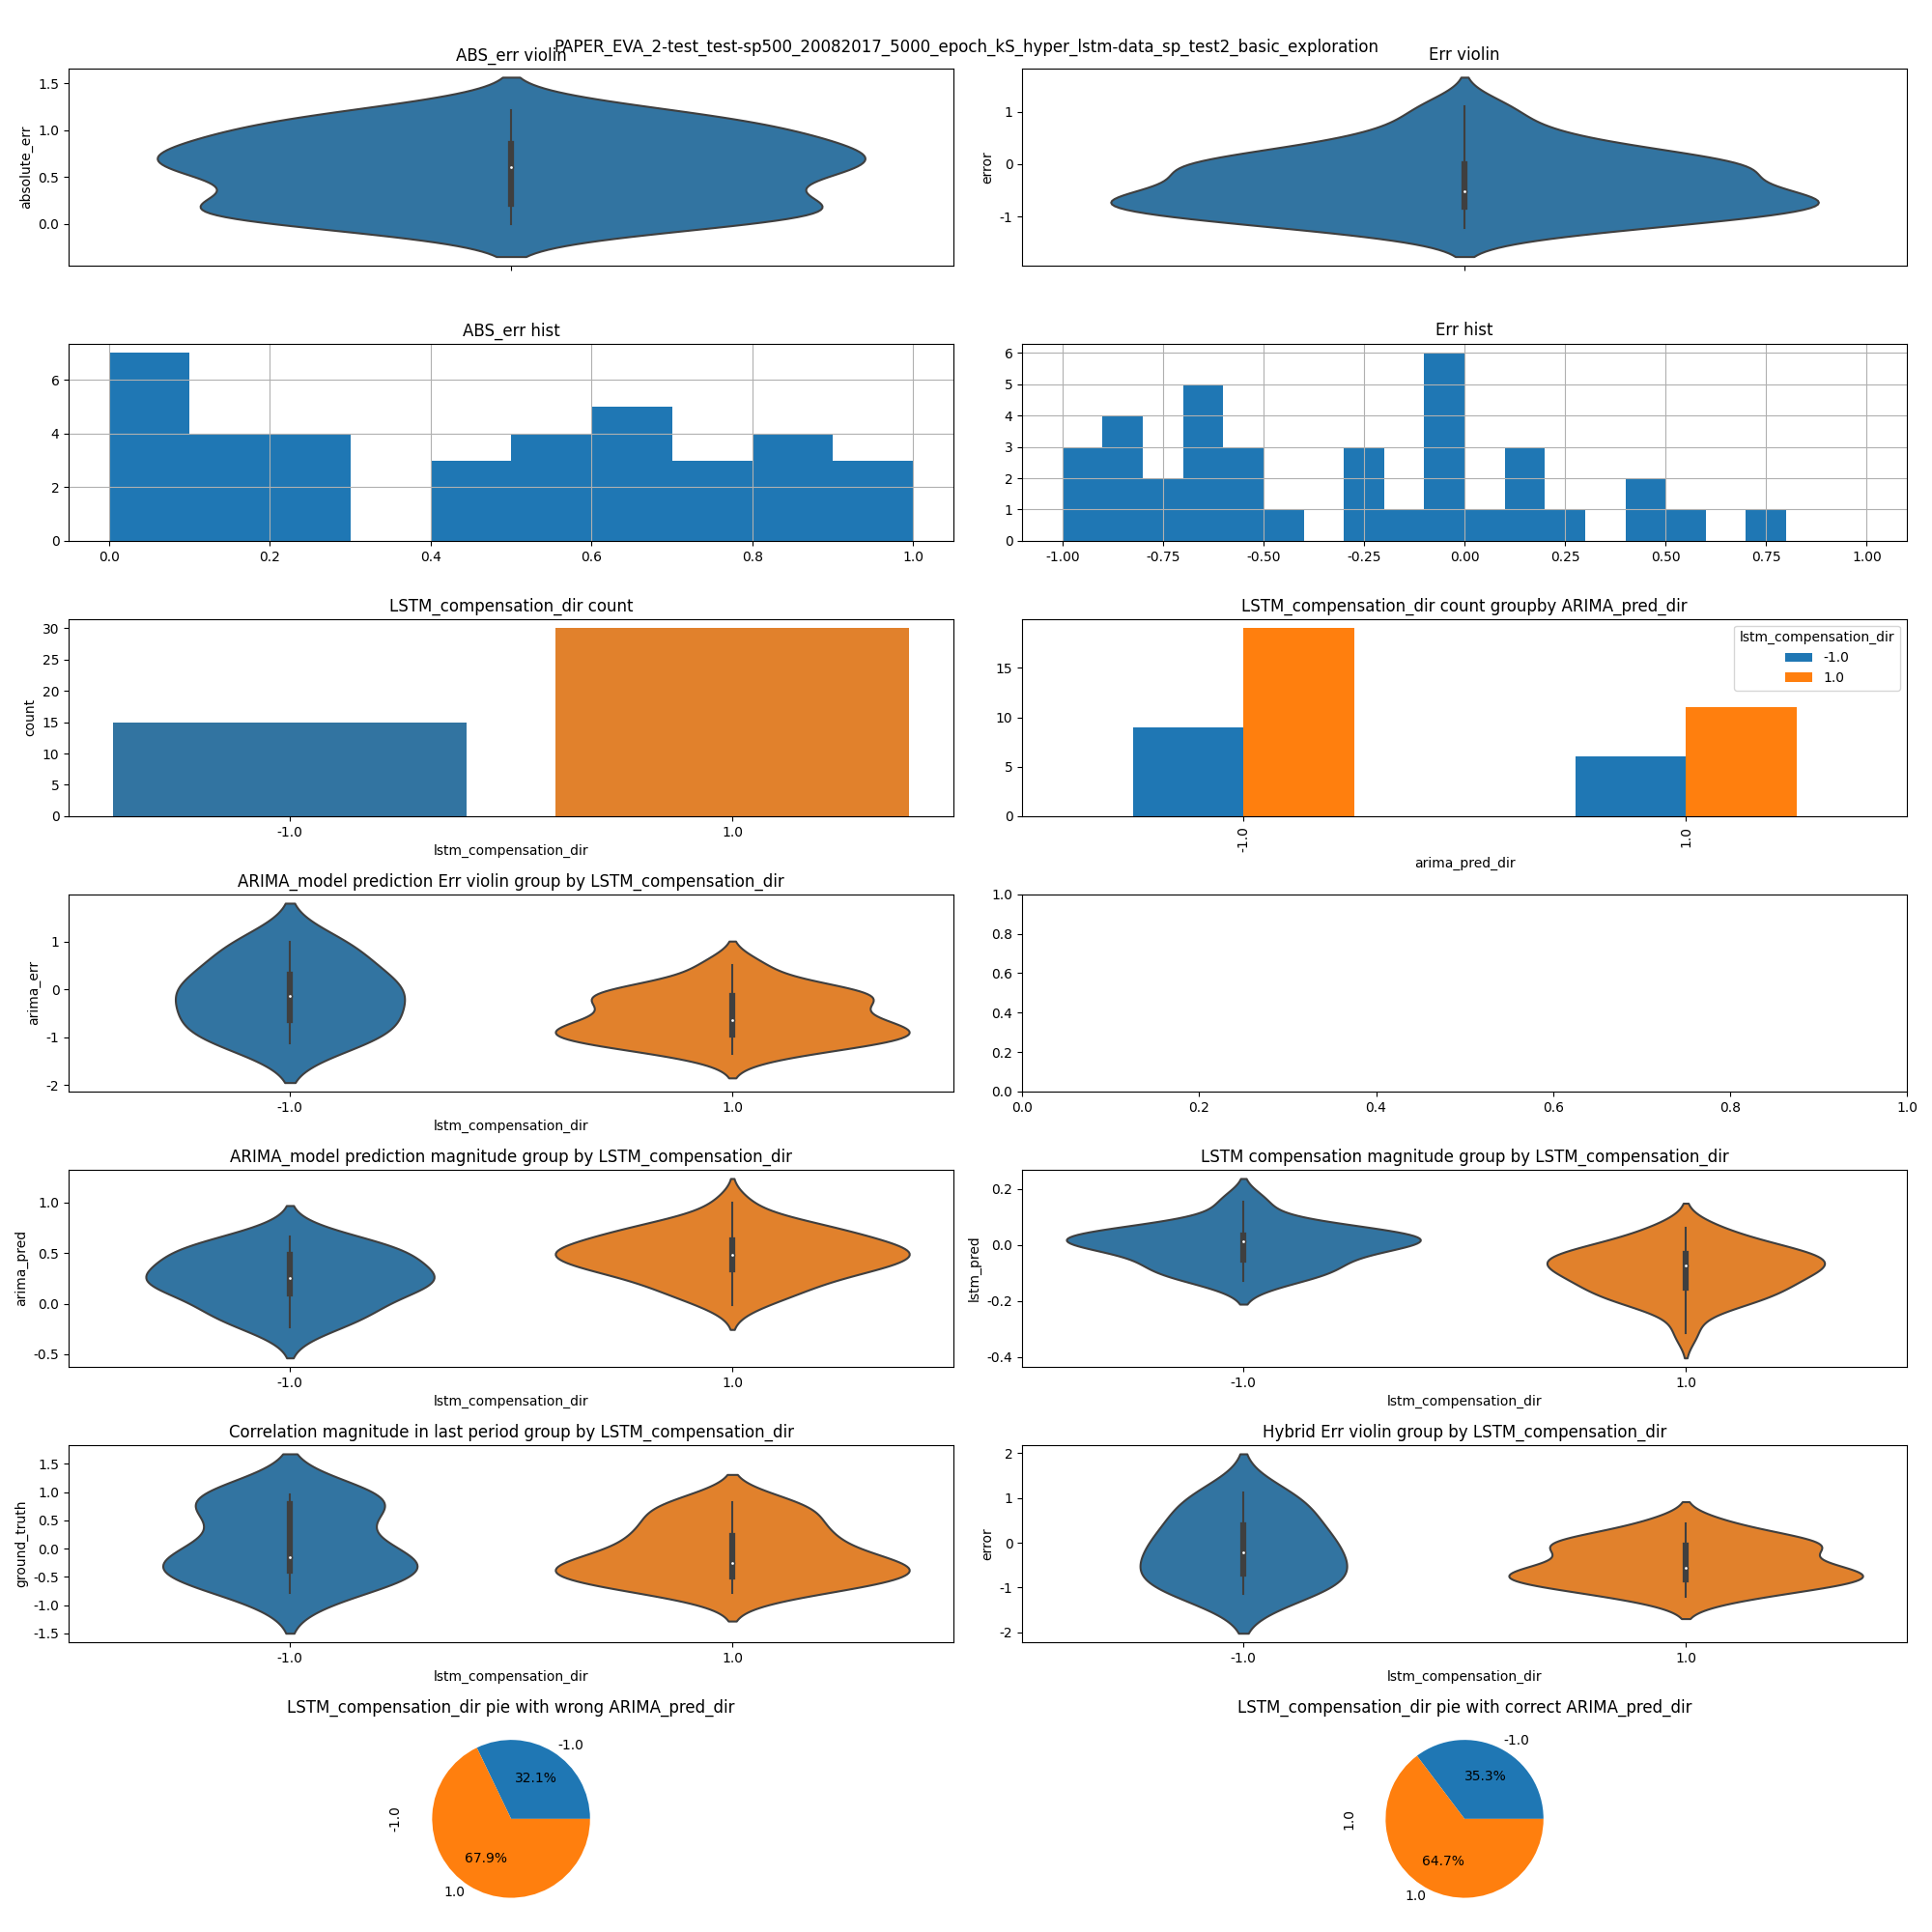 PAPER_EVA_2-test_test-sp500_20082017_5000_epoch_kS_hyper_lstm-data_sp_test2_basic_exploration
ABS_err violin
Err violin
absolute_err
1.5
1.0
0.5
0.0
error
1
0
-1
ABS_err hist
Err hist
6
4
2
0
0.0 0.2 0.4 0.6 0.8 1.0
6
5
4
3
2
1
0
-1.00 -0.75 -0.50 -0.25 0.00 0.25 0.50 0.75 1.00
LSTM_compensation_dir count
LSTM_compensation_dir count groupby ARIMA_pred_dir
count
30
25
20
15
10
5
0
-1.0 1.0
lstm_compensation_dir
15
10
5
0
lstm_compensation_dir
-1.0
1.0
-1.0 1.0
arima_pred_dir
ARIMA_model prediction Err violin group by LSTM_compensation_dir
arima_err
1
0
-1
-2
-1.0 1.0
lstm_compensation_dir
1.0
0.8
0.6
0.4
0.2
0.0
0.0 0.2 0.4 0.6 0.8 1.0
ARIMA_model prediction magnitude group by LSTM_compensation_dir
LSTM compensation magnitude group by LSTM_compensation_dir
arima_pred
1.0
0.5
0.0
-0.5
-1.0 1.0
lstm_compensation_dir
lstm_pred
0.2
0.0
-0.2
-0.4
-1.0 1.0
lstm_compensation_dir
Correlation magnitude in last period group by LSTM_compensation_dir
Hybrid Err violin group by LSTM_compensation_dir
ground_truth
1.5
1.0
0.5
0.0
-0.5
-1.0
-1.5
-1.0 1.0
lstm_compensation_dir
error
2
1
0
-1
-2
-1.0 1.0
lstm_compensation_dir
LSTM_compensation_dir pie with wrong ARIMA_pred_dir
LSTM_compensation_dir pie with correct ARIMA_pred_dir
-1.0
-1.0
32.1%
67.9%
1.0
1.0
-1.0
35.3%
64.7%
1.0